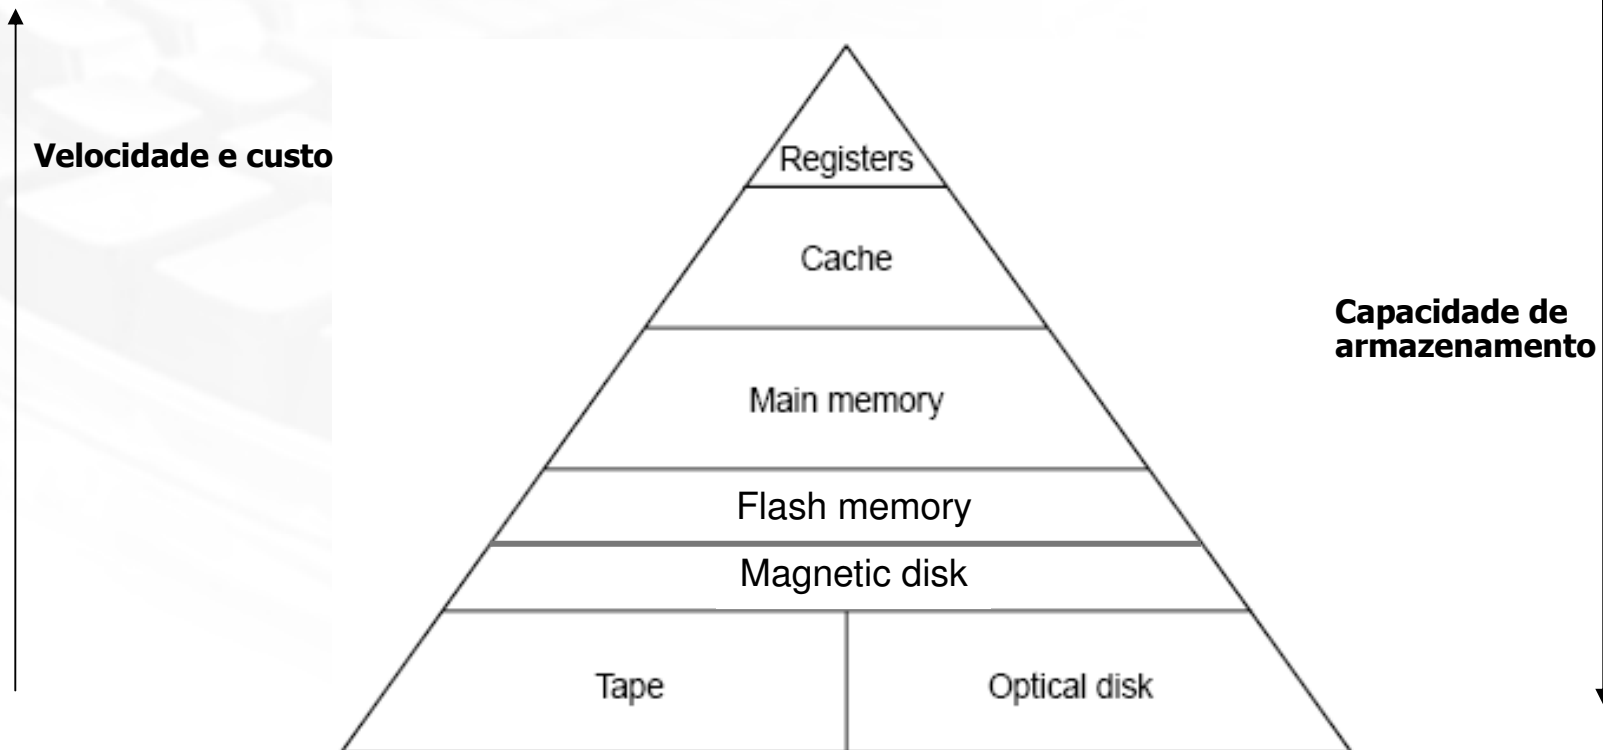 Velocidade e custo
Registers
Cache
Capacidade de
armazenamento
Main memory
Flash memory
Magnetic disk
Tape
Optical disk